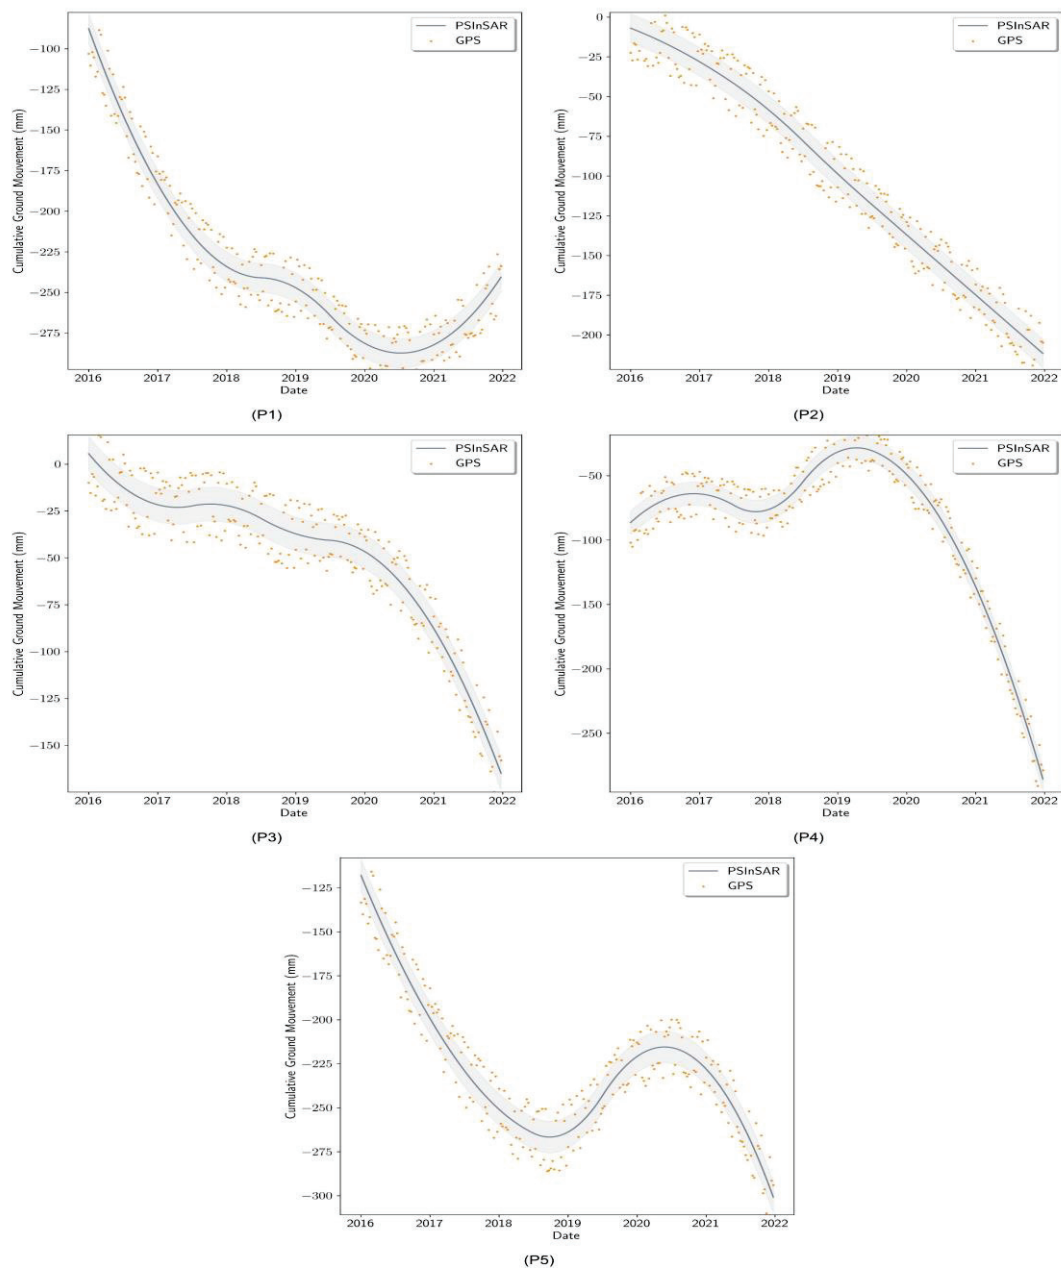 PSInSAR
GPS
Cumulative Ground Mouvement (mm)
−100
−125
−150
−175
−200
−225
−250
−275
2016 2017 2018 2019 2020 2021 2022
Date
(P1)
PSInSAR
GPS
Cumulative Ground Mouvement (mm)
0
−25
−50
−75
−100
−125
−150
−175
−200
2016 2017 2018 2019 2020 2021 2022
Date
(P2)
PSInSAR
GPS
Cumulative Ground Mouvement (mm)
0
−25
−50
−75
−100
−125
−150
2016 2017 2018 2019 2020 2021 2022
Date
(P3)
PSInSAR
GPS
Cumulative Ground Mouvement (mm)
−50
−100
−150
−200
−250
2016 2017 2018 2019 2020 2021 2022
Date
(P4)
PSInSAR
GPS
Cumulative Ground Mouvement (mm)
−125
−150
−175
−200
−225
−250
−275
−300
2016 2017 2018 2019 2020 2021 2022
Date
(P5)